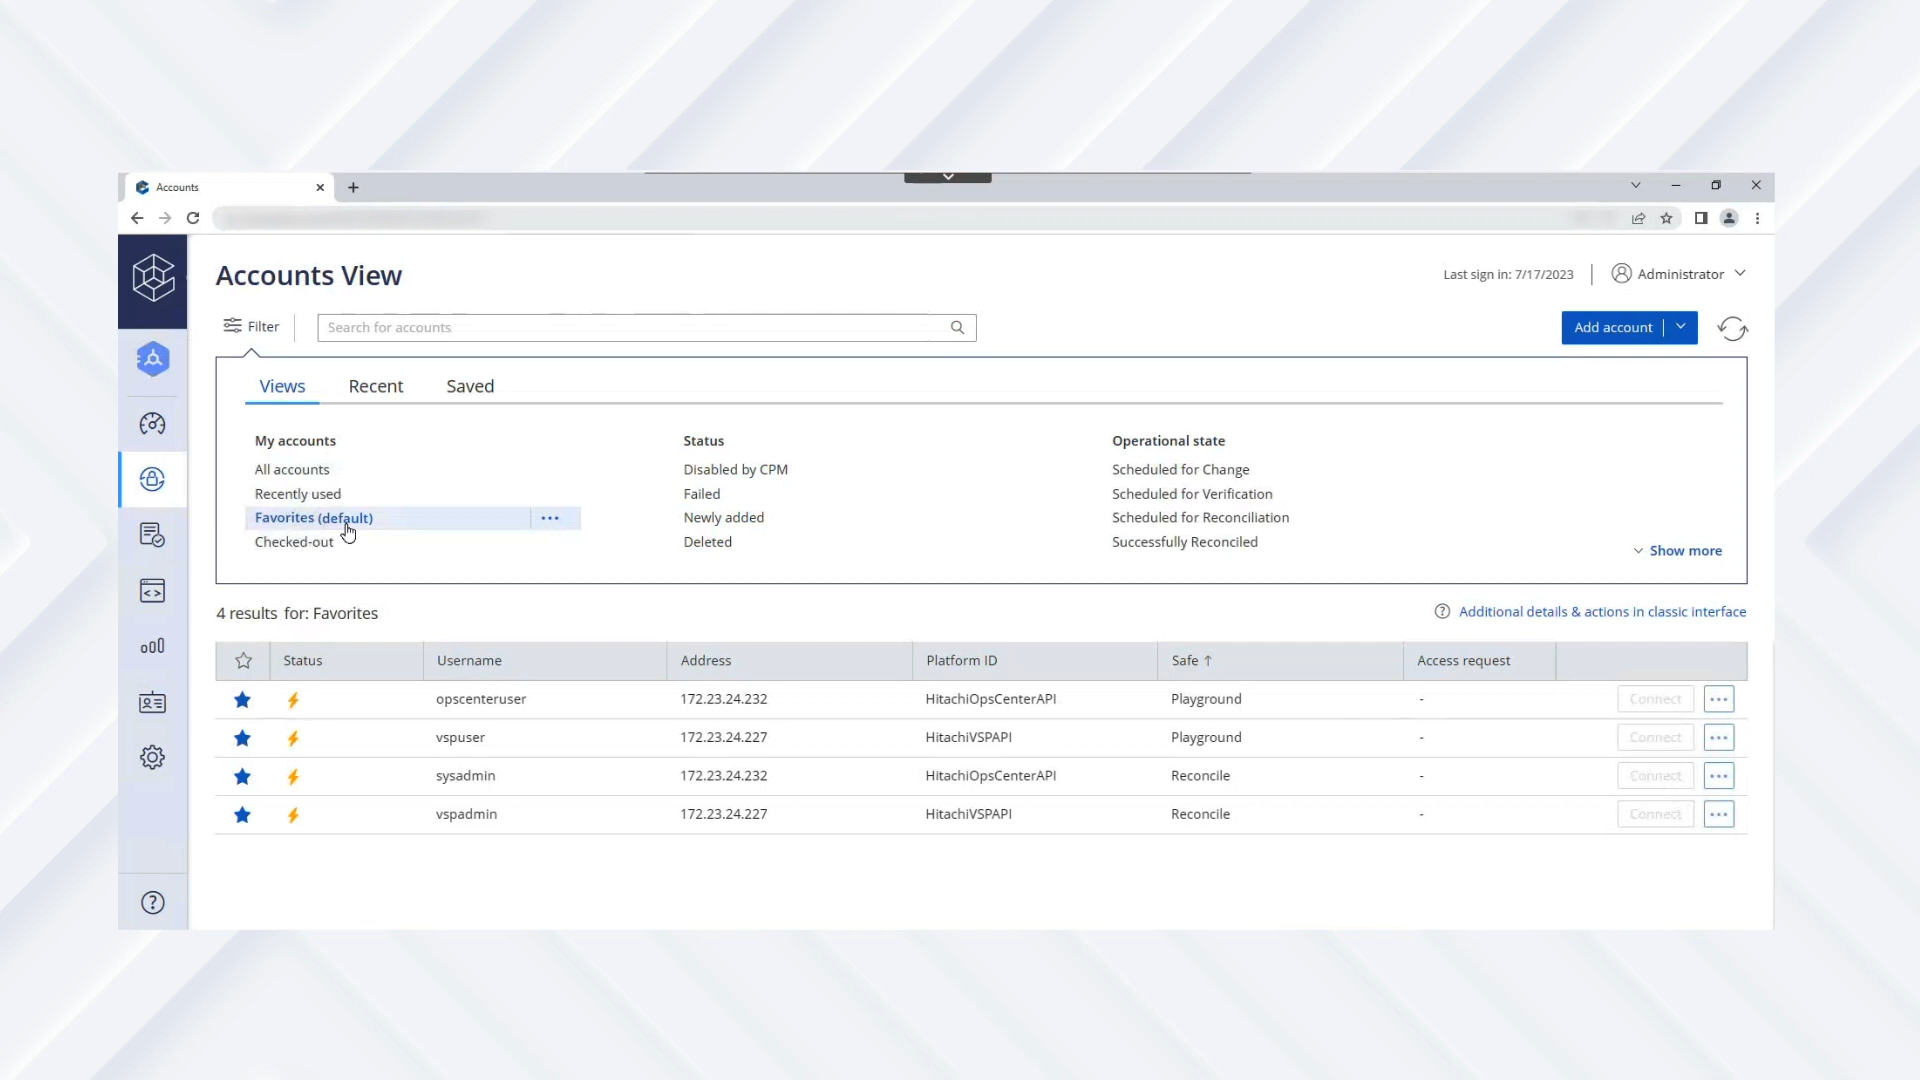 Accounts
Accounts View
Last sign in: 7/17/2023
Administrator
Filter
Search for accounts
Add account
Views Recent Saved
My accounts Status Operational state
All accounts Disabled by CPM Scheduled for Change
Recently used Failed Scheduled for Verification
Favorites (default) ... Newly added Scheduled for Reconciliation
Checked-out Deleted Successfully Reconciled
Show more
4 results for: Favorites
? Additional details & actions in classic interface
Status Username Address Platform ID Safe ↑ Access request
opscenteruser 172.23.24.232 HitachiOpsCenterAPI Playground - Connect ...
vspuser 172.23.24.227 HitachiVSPAPI Playground - Connect ...
sysadmin 172.23.24.232 HitachiOpsCenterAPI Reconcile - Connect ...
vspadmin 172.23.24.227 HitachiVSPAPI Reconcile - Connect ...
?